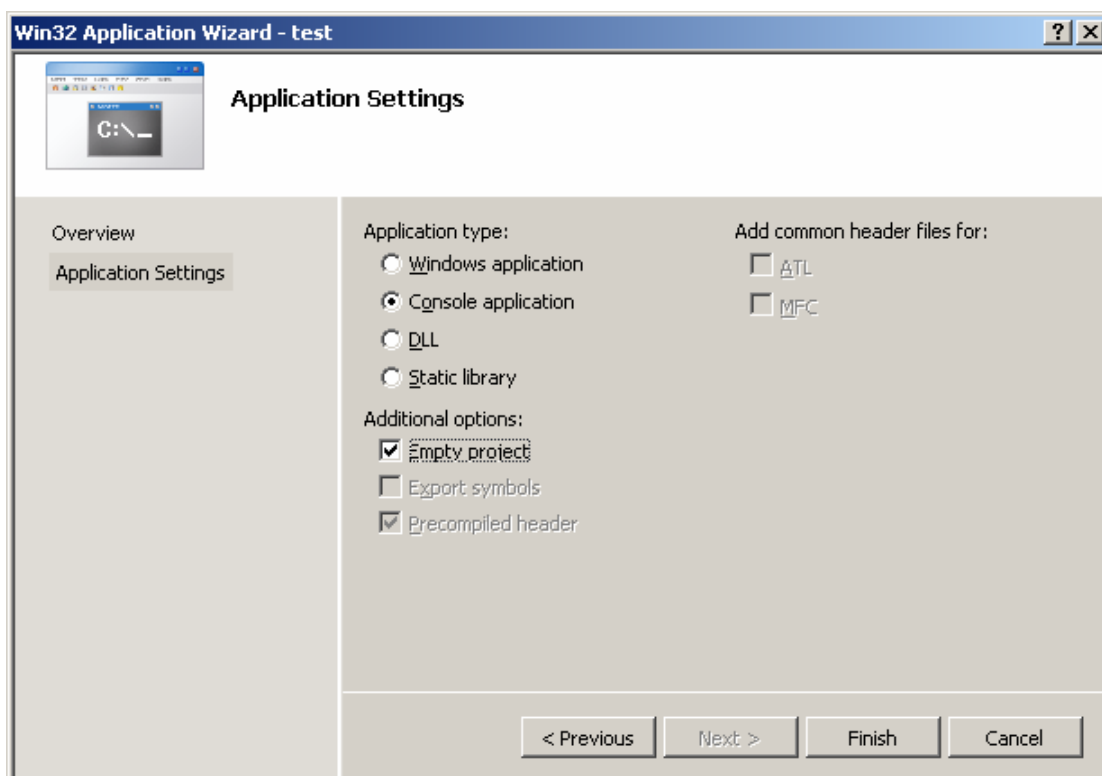 Win32 Application Wizard - test
C:\_
Application Settings
Overview
Application Settings
Application type:
Windows application
Console application
DLL
Static library
Additional options:
Empty project
Export symbols
Precompiled header
Add common header files for:
ATL
MFC
< Previous
Next >
Finish
Cancel